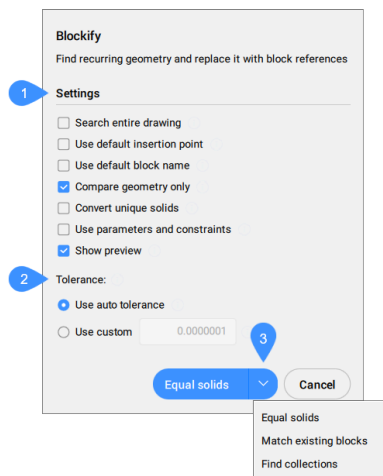 Blockify
Find recurring geometry and replace it with block references
1
Settings
Search entire drawing
Use default insertion point
Use default block name
Compare geometry only
Convert unique solids
Use parameters and constraints
Show preview
2
Tolerance:
Use auto tolerance
Use custom 0.0000001
3
Equal solids Cancel
Equal solids
Match existing blocks
Find collections